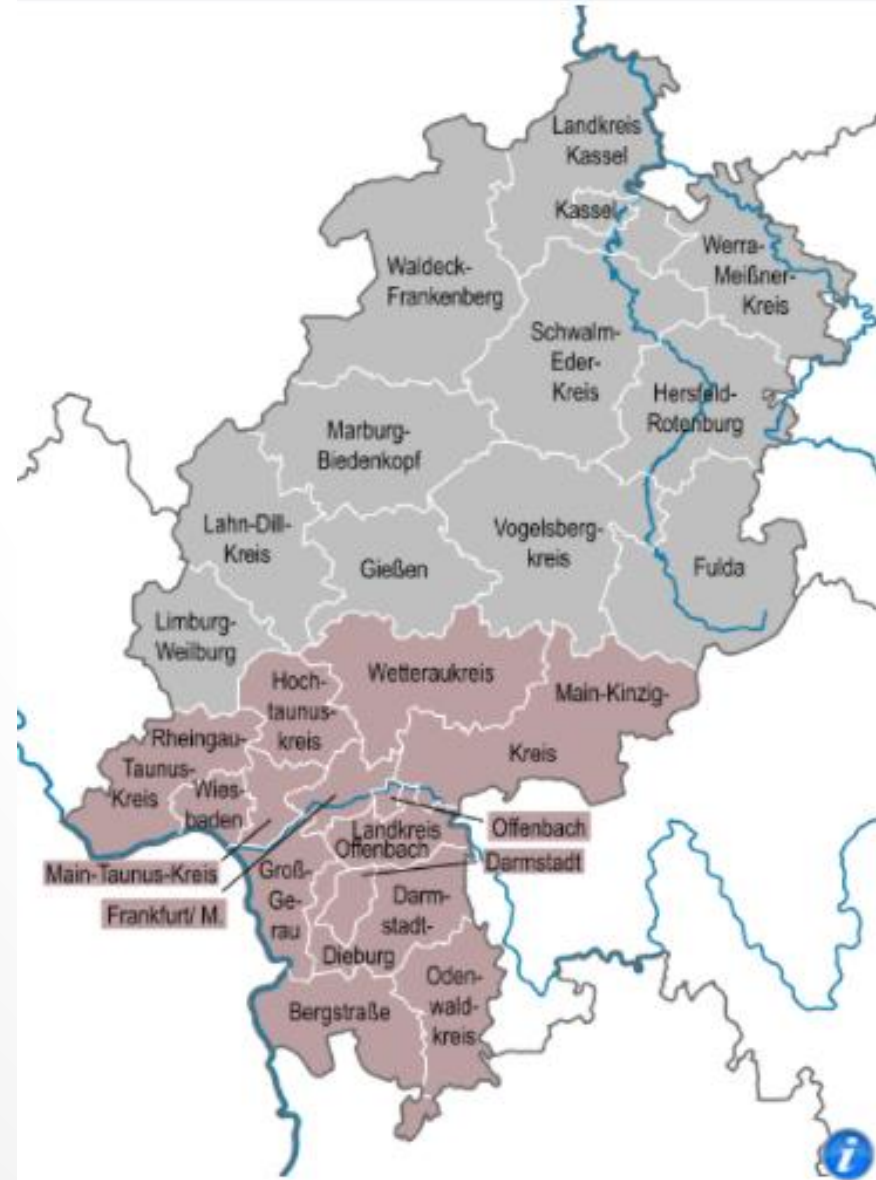 Landkreis
Kassel
Kassel
Werra-
Meißner-
Kreis
Waldeck-
Frankenberg
Schwalm-
Eder-
Kreis
Hersfeld-
Rotenburg
Marburg-
Biedenkopf
Lahn-Dill-
Kreis
Gießen
Vogelsberg-
kreis
Fulda
Limburg-
Weilburg
Hoch-
taunus-
kreis
Wetteraukreis
Main-Kinzig-
Kreis
Rheingau-
Taunus-
Kreis
Wies-
baden
Main-Taunus-Kreis
Frankfurt/ M.
Landkreis
Offenbach
Offenbach
Darmstadt
Groß-
Ge-
rau
Darm-
stadt-
Dieburg
Oden-
wald-
kreis
Bergstraße
i